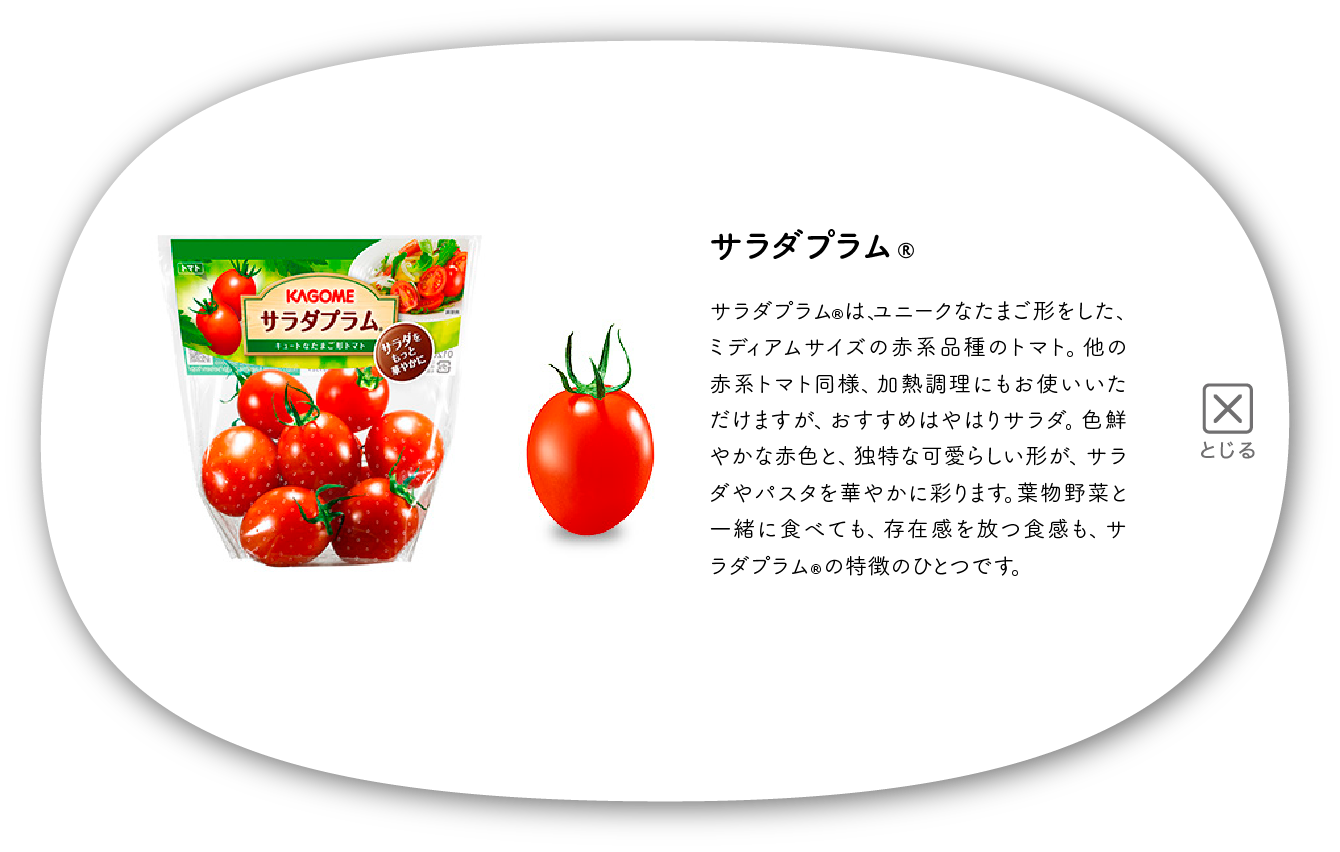 トマト
KAGOME
サラダプラム®
キュートなたまご形トマト
サラダを
もっと
華やかに
サラダプラム®
サラダプラム®は、ユニークなたまご形をした、
ミディアムサイズの赤系品種のトマト。他の
赤系トマト同様、加熱調理にもお使いいた
だけますが、おすすめはやはりサラダ。色鮮
やかな赤色と、独特な可愛らしい形が、サラ
ダやパスタを華やかに彩ります。葉物野菜と
一緒に食べても、存在感を放つ食感も、サ
ラダプラム®の特徴のひとつです。
とじる